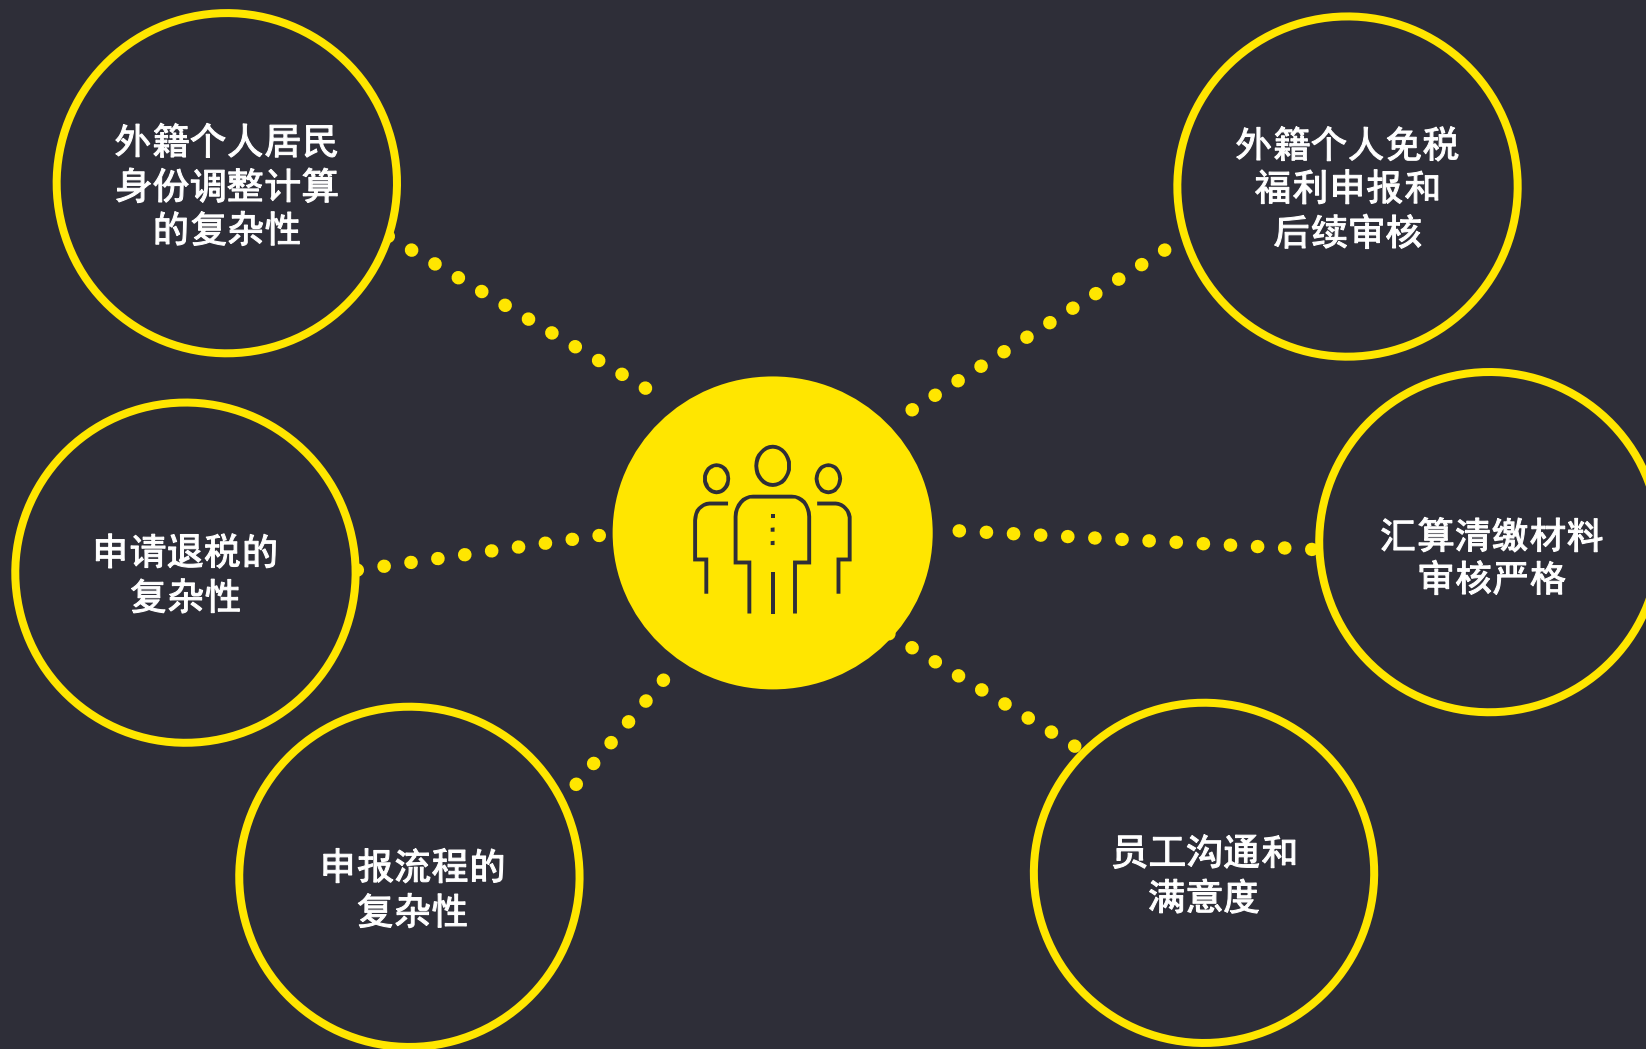 外籍个人居民
身份调整计算
的复杂性
外籍个人免税
福利申报和
后续审核
申请退税的
复杂性
汇算清缴材料
审核严格
申报流程的
复杂性
员工沟通和
满意度